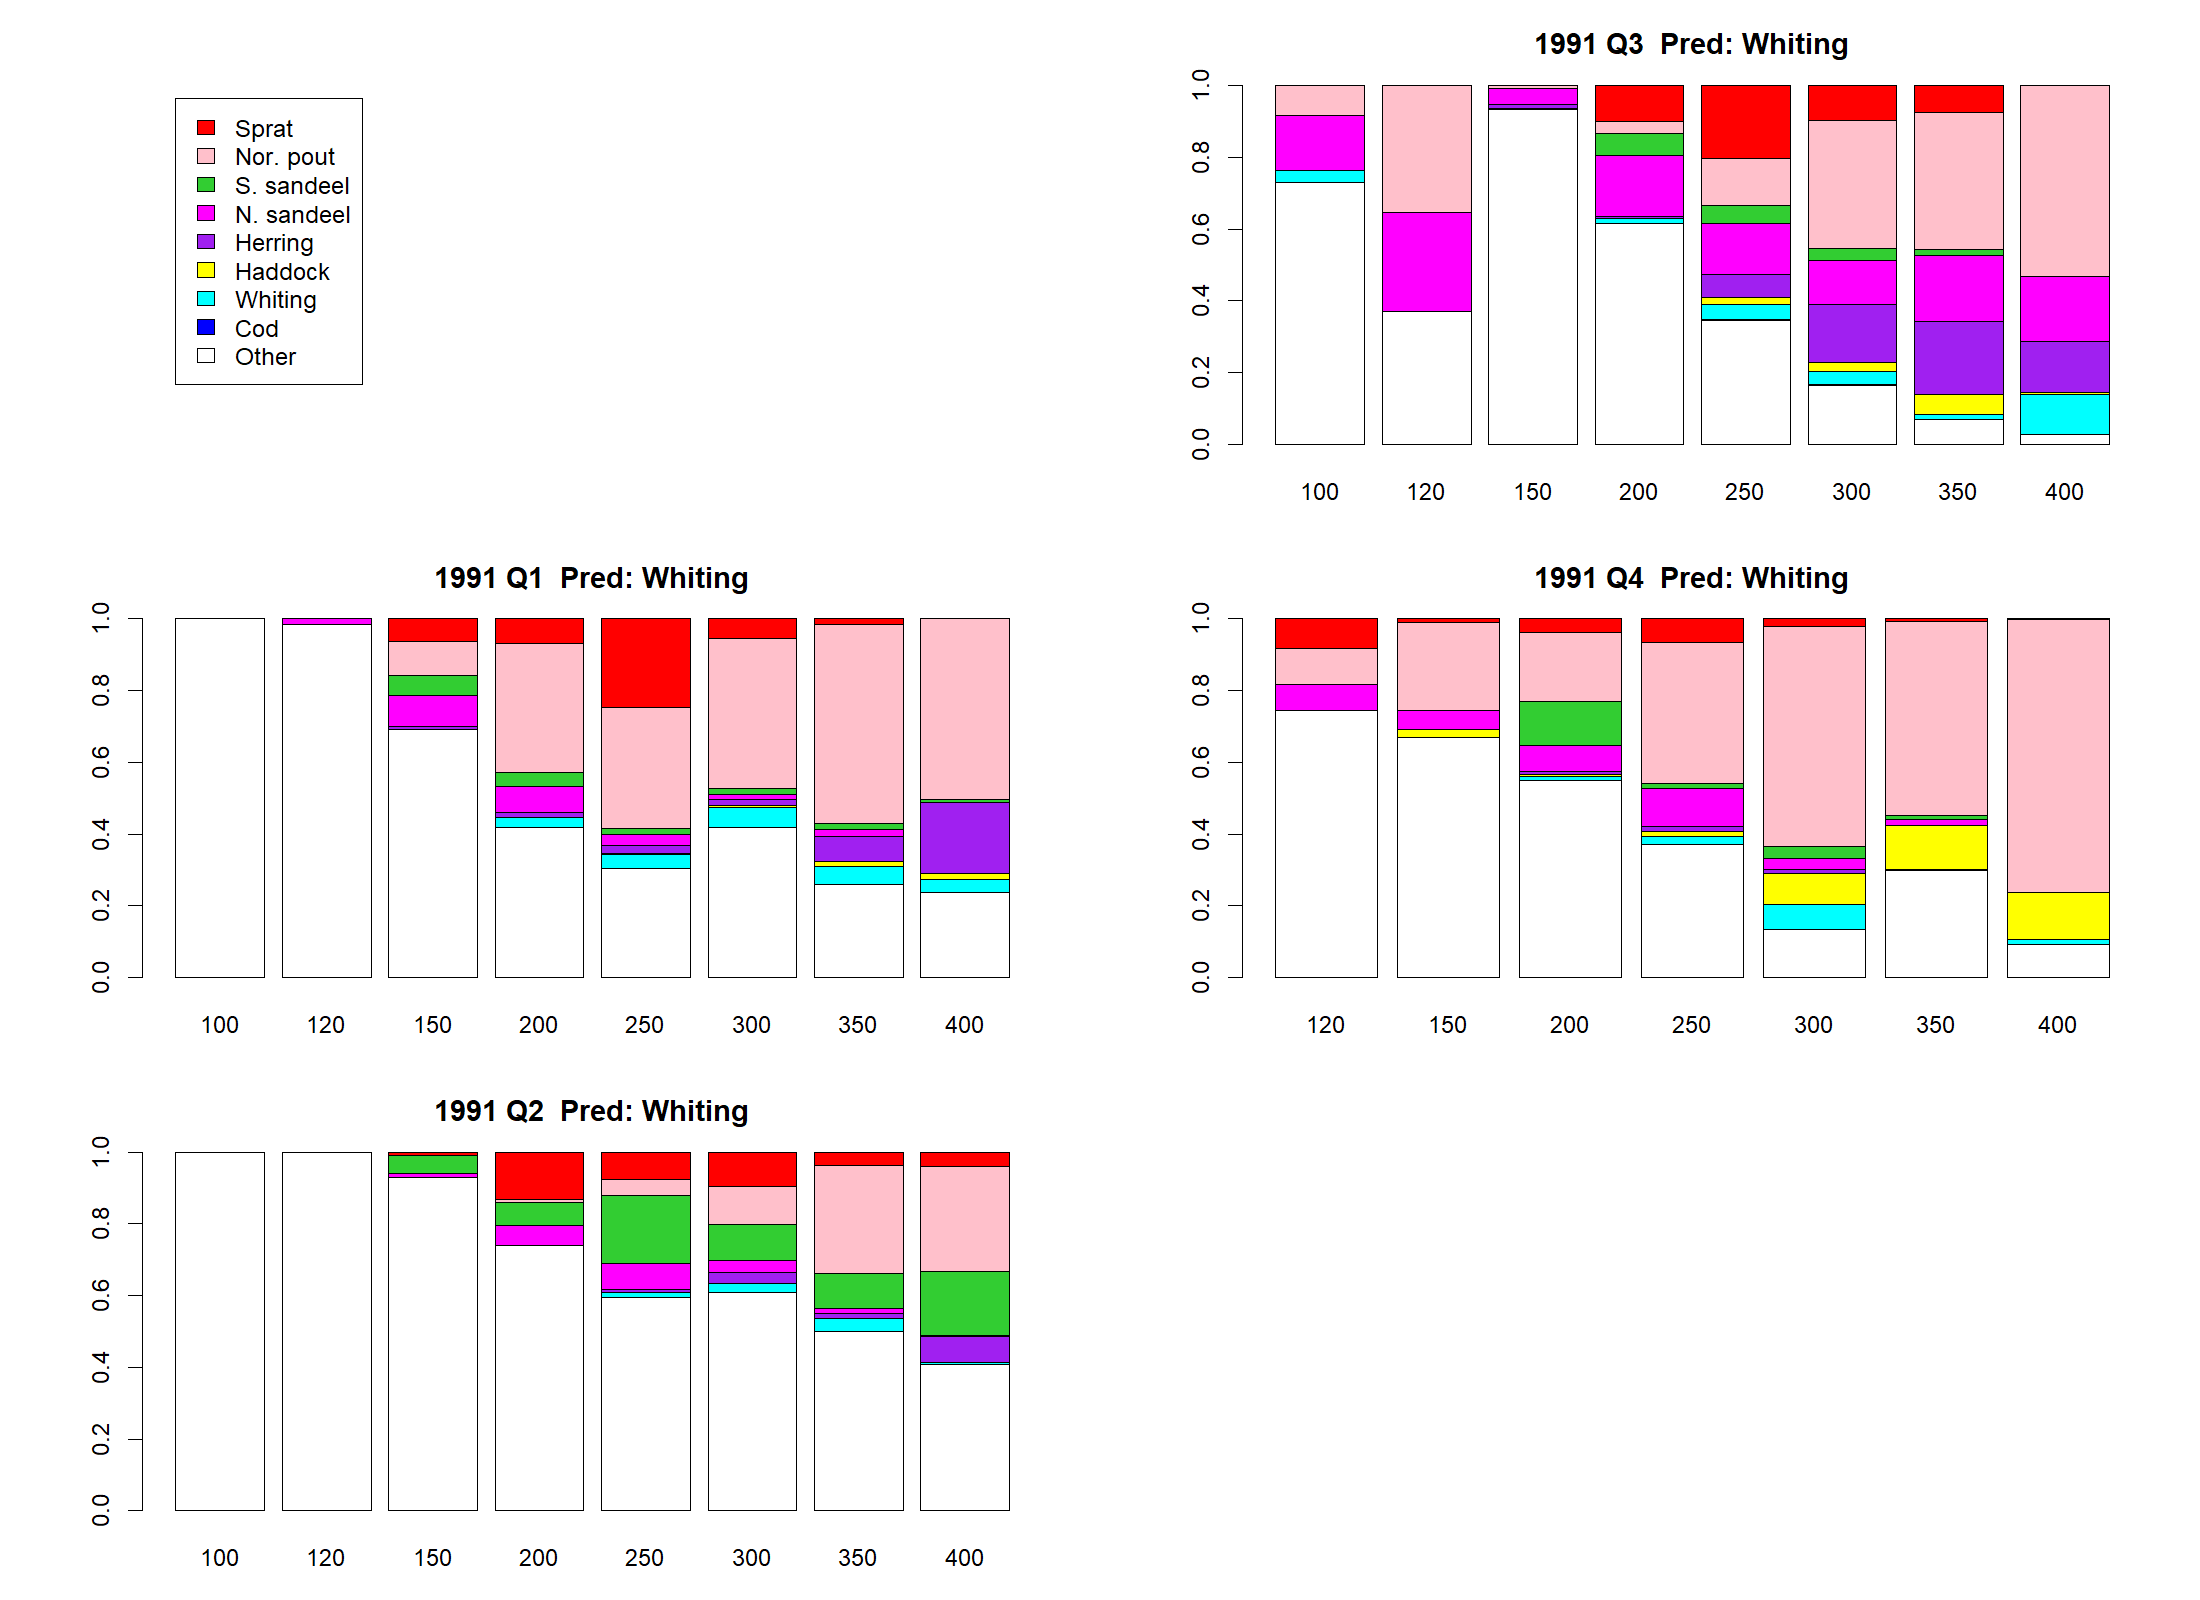 Sprat
Nor. pout
S. sandeel
N. sandeel
Herring
Haddock
Whiting
Cod
Other
1991 Q3  Pred: Whiting
1.0
0.8
0.6
0.4
0.2
0.0
100 120 150 200 250 300 350 400
1991 Q1  Pred: Whiting
1.0
0.8
0.6
0.4
0.2
0.0
100 120 150 200 250 300 350 400
1991 Q4  Pred: Whiting
1.0
0.8
0.6
0.4
0.2
0.0
120 150 200 250 300 350 400
1991 Q2  Pred: Whiting
1.0
0.8
0.6
0.4
0.2
0.0
100 120 150 200 250 300 350 400